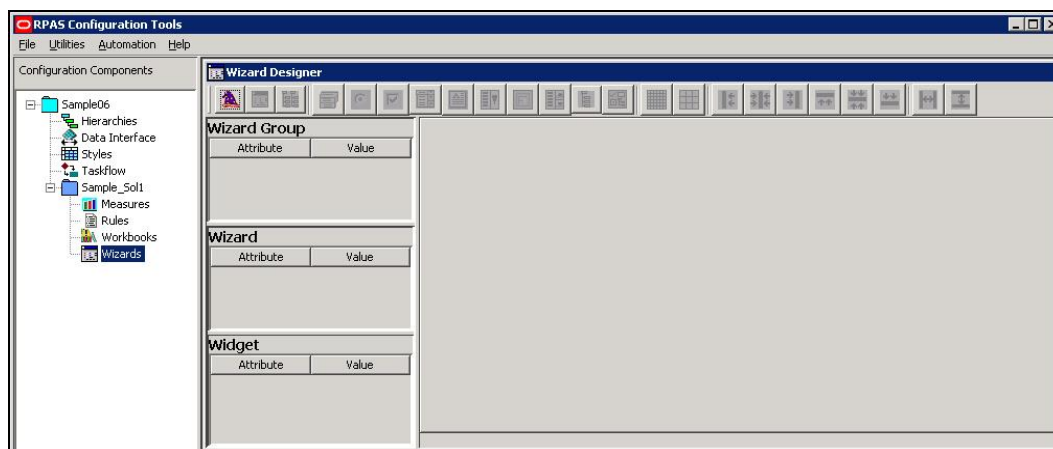 RPAS Configuration Tools
File Utilities Automation Help
Configuration Components
Sample06
Hierarchies
Data Interface
Styles
Taskflow
Sample_Sol1
Measures
Rules
Workbooks
Wizards
Wizard Designer
Wizard Group
Attribute Value
Wizard
Attribute Value
Widget
Attribute Value